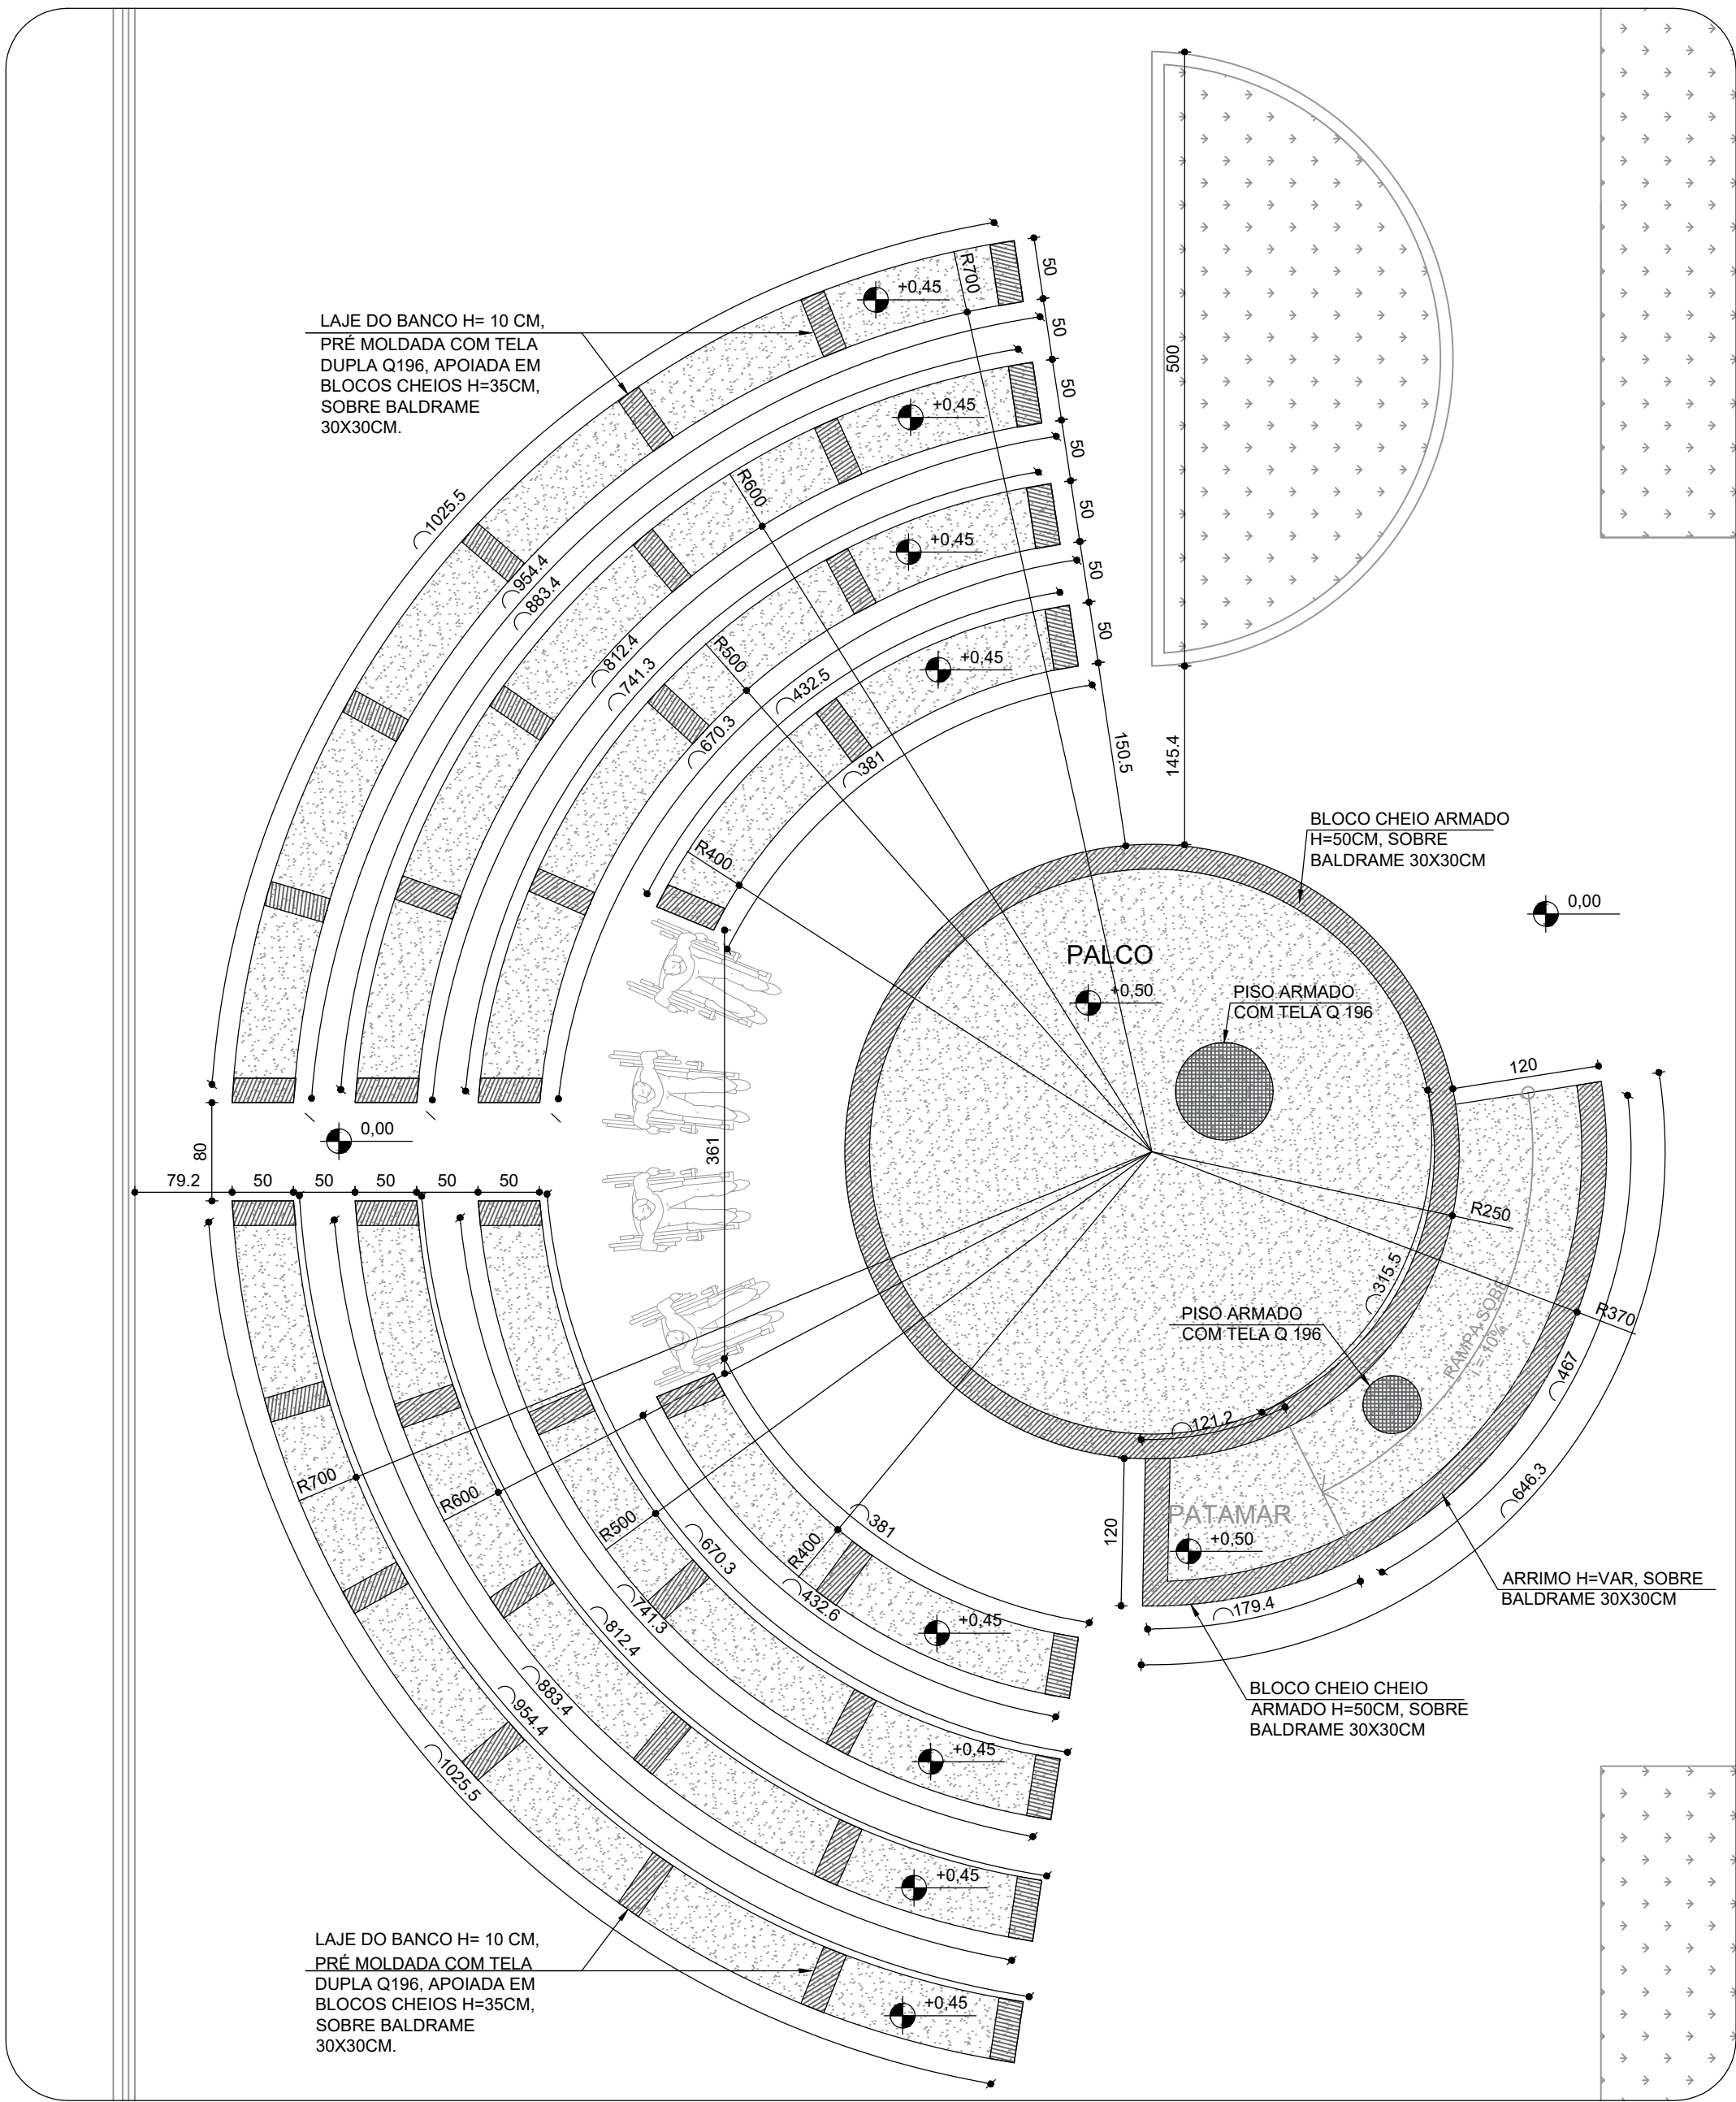 R700
50
50
50
50
50
50
50
500
+0,45
LAJE DO BANCO H= 10 CM,
PRÉ MOLDADA COM TELA
DUPLA Q196, APOIADA EM
BLOCOS CHEIOS H=35CM,
SOBRE BALDRAME
30X30CM.
+0,45
R600
1025.5
+0,45
954.4
883.4
812.4
741.3
R500
+0,45
432.5
670.3
381
150.5
145.4
R400
BLOCO CHEIO ARMADO
H=50CM, SOBRE
BALDRAME 30X30CM
0,00
PALCO
+0,50
PISO ARMADO
COM TELA Q 196
120
0,00
80
361
79.2
50
50
50
50
50
R250
315.5
PISO ARMADO
COM TELA Q 196
R370
RAMPA SOBE
i = 10%
467
121.2
R700
R600
R500
R400
381
670.3
432.6
741.3
812.4
883.4
954.4
1025.5
120
PATAMAR
+0,50
646.3
179.4
ARRIMO H=VAR, SOBRE
BALDRAME 30X30CM
+0,45
BLOCO CHEIO CHEIO
ARMADO H=50CM, SOBRE
BALDRAME 30X30CM
+0,45
+0,45
LAJE DO BANCO H= 10 CM,
PRÉ MOLDADA COM TELA
DUPLA Q196, APOIADA EM
BLOCOS CHEIOS H=35CM,
SOBRE BALDRAME
30X30CM.
+0,45